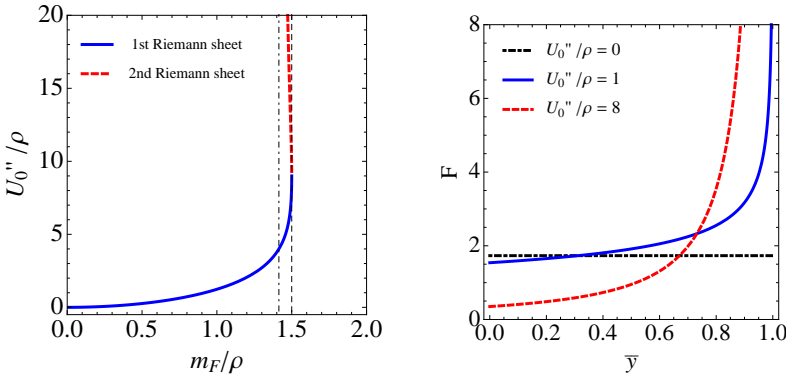 20
15
10
5
0
U₀''/ρ
1st Riemann sheet
2nd Riemann sheet
0.0 0.5 1.0 1.5 2.0
m_F/ρ
8
6
4
2
0
F
U₀''/ρ = 0
U₀''/ρ = 1
U₀''/ρ = 8
0.0 0.2 0.4 0.6 0.8 1.0
y̅